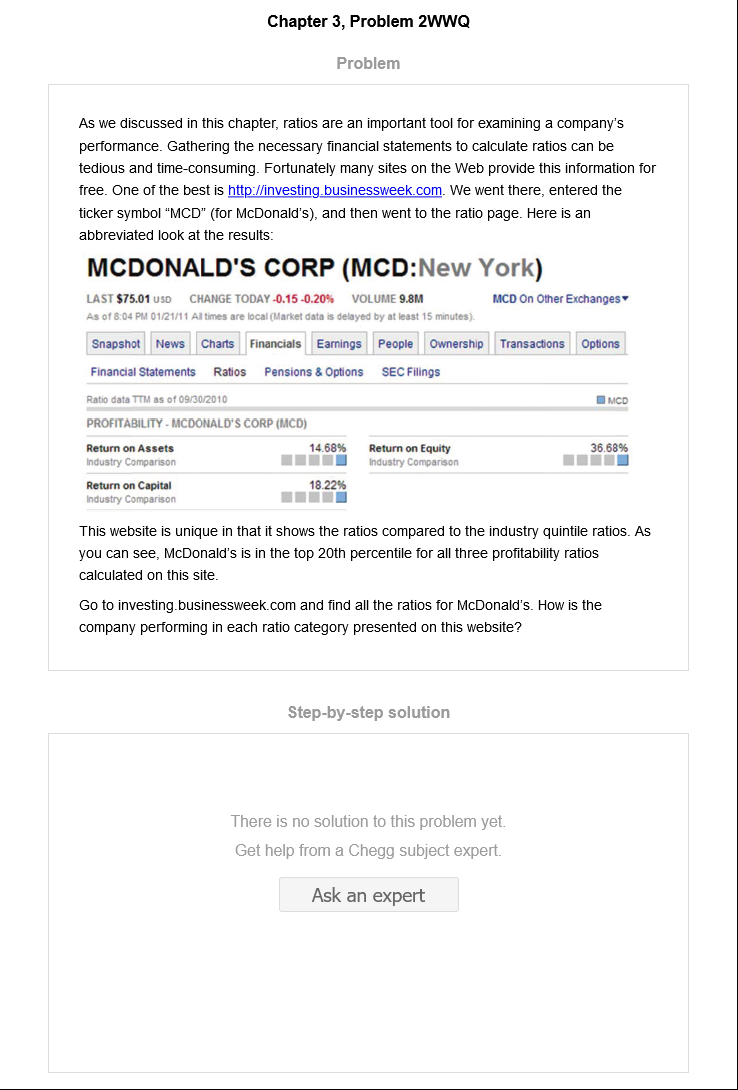 Chapter 3, Problem 2WWQ
Problem
As we discussed in this chapter, ratios are an important tool for examining a company's
performance. Gathering the necessary financial statements to calculate ratios can be
tedious and time-consuming. Fortunately many sites on the Web provide this information for
free. One of the best is http://investing.businessweek.com. We went there, entered the
ticker symbol “MCD” (for McDonald's), and then went to the ratio page. Here is an
abbreviated look at the results:
MCDONALD'S CORP (MCD:New York)
LAST $75.01 USD CHANGE TODAY -0.15 -0.20% VOLUME 9.8M MCD On Other Exchanges▾
As of 8:04 PM 01/21/11 All times are local (Market data is delayed by at least 15 minutes).
Snapshot News Charts Financials Earnings People Ownership Transactions Options
Financial Statements Ratios Pensions & Options SEC Filings
Ratio data TTM as of 09/30/2010 MCD
PROFITABILITY - MCDONALD'S CORP (MCD)
Return on Assets 14.68% Return on Equity 36.68%
Industry Comparison Industry Comparison
Return on Capital 18.22%
Industry Comparison
This website is unique in that it shows the ratios compared to the industry quintile ratios. As
you can see, McDonald's is in the top 20th percentile for all three profitability ratios
calculated on this site.
Go to investing.businessweek.com and find all the ratios for McDonald's. How is the
company performing in each ratio category presented on this website?
Step-by-step solution
There is no solution to this problem yet.
Get help from a Chegg subject expert.
Ask an expert